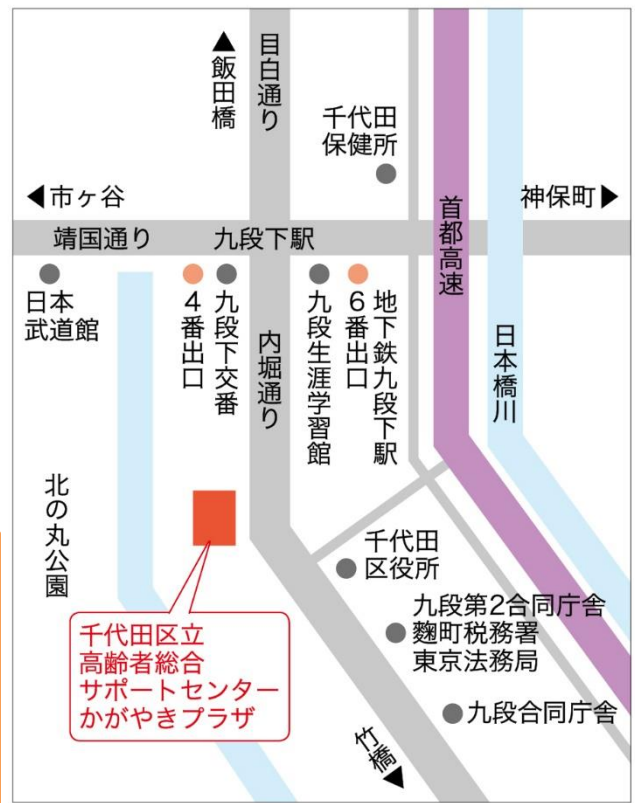 飯田橋
目白通り
千代田
保健所
市ヶ谷
神保町
靖国通り
九段下駅
首都高速
日本
武道館
4番出口
九段下交番
内堀通り
九段生涯学習館
6番出口
地下鉄九段下駅
日本橋川
北の丸公園
千代田
区役所
九段第2合同庁舎
麴町税務署
東京法務局
千代田区立
高齢者総合
サポートセンター
かがやきプラザ
九段合同庁舎
竹橋